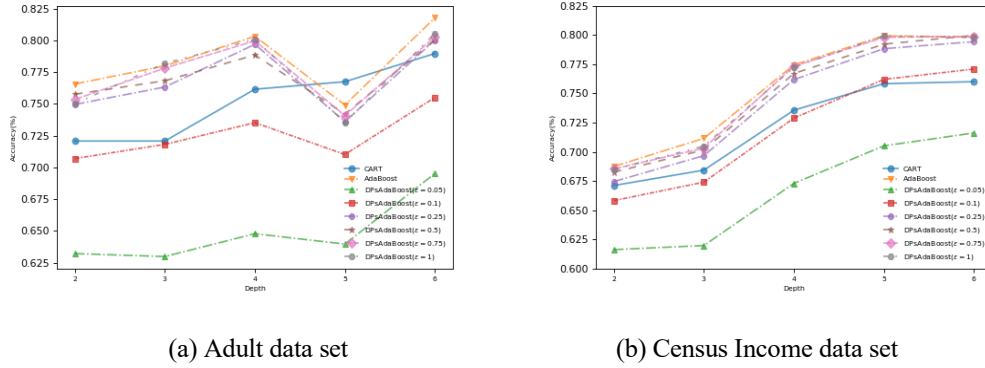 0.825
0.800
0.775
0.750
0.725
0.700
0.675
0.650
0.625
Accuracy(%)
2 3 4 5 6
Depth
CART
AdaBoost
DPsAdaBoost(ε = 0.05)
DPsAdaBoost(ε = 0.1)
DPsAdaBoost(ε = 0.25)
DPsAdaBoost(ε = 0.5)
DPsAdaBoost(ε = 0.75)
DPsAdaBoost(ε = 1)
(a) Adult data set
0.825
0.800
0.775
0.750
0.725
0.700
0.675
0.650
0.625
0.600
Accuracy(%)
2 3 4 5 6
Depth
CART
AdaBoost
DPsAdaBoost(ε = 0.05)
DPsAdaBoost(ε = 0.1)
DPsAdaBoost(ε = 0.25)
DPsAdaBoost(ε = 0.5)
DPsAdaBoost(ε = 0.75)
DPsAdaBoost(ε = 1)
(b) Census Income data set